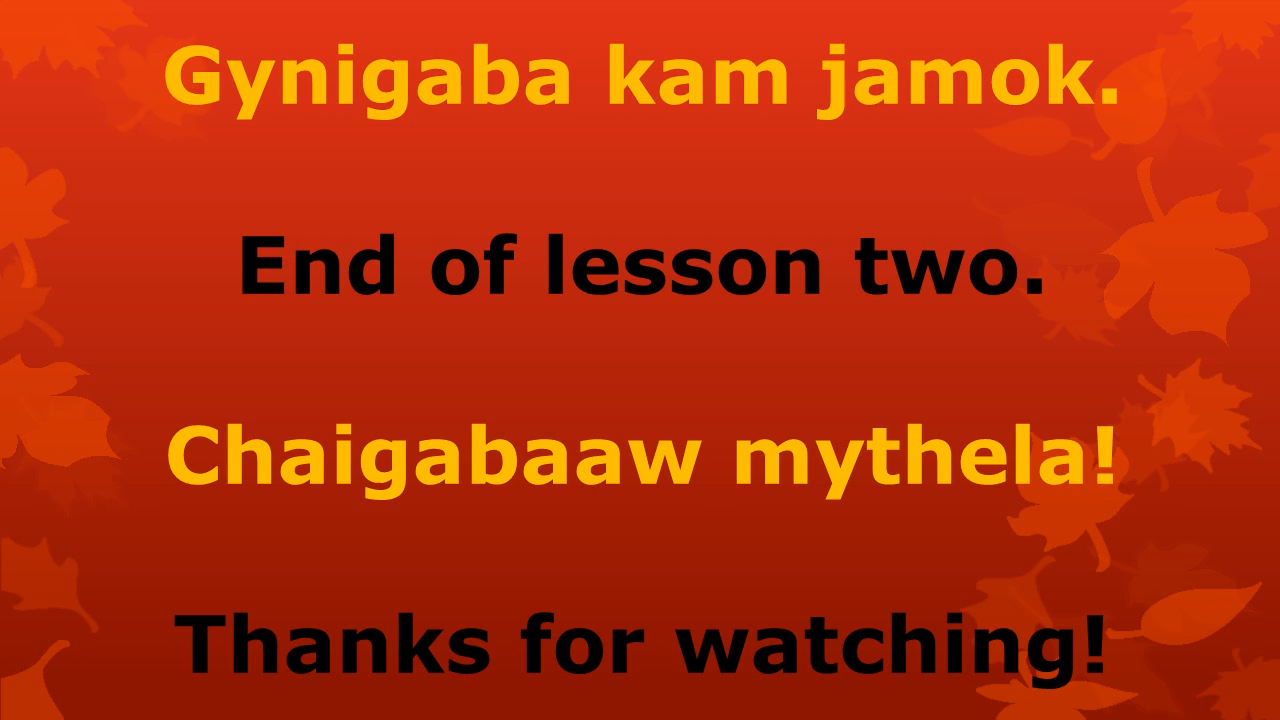 Gynigaba kam jamok.
End of lesson two.
Chaigabaaw mythela!
Thanks for watching!